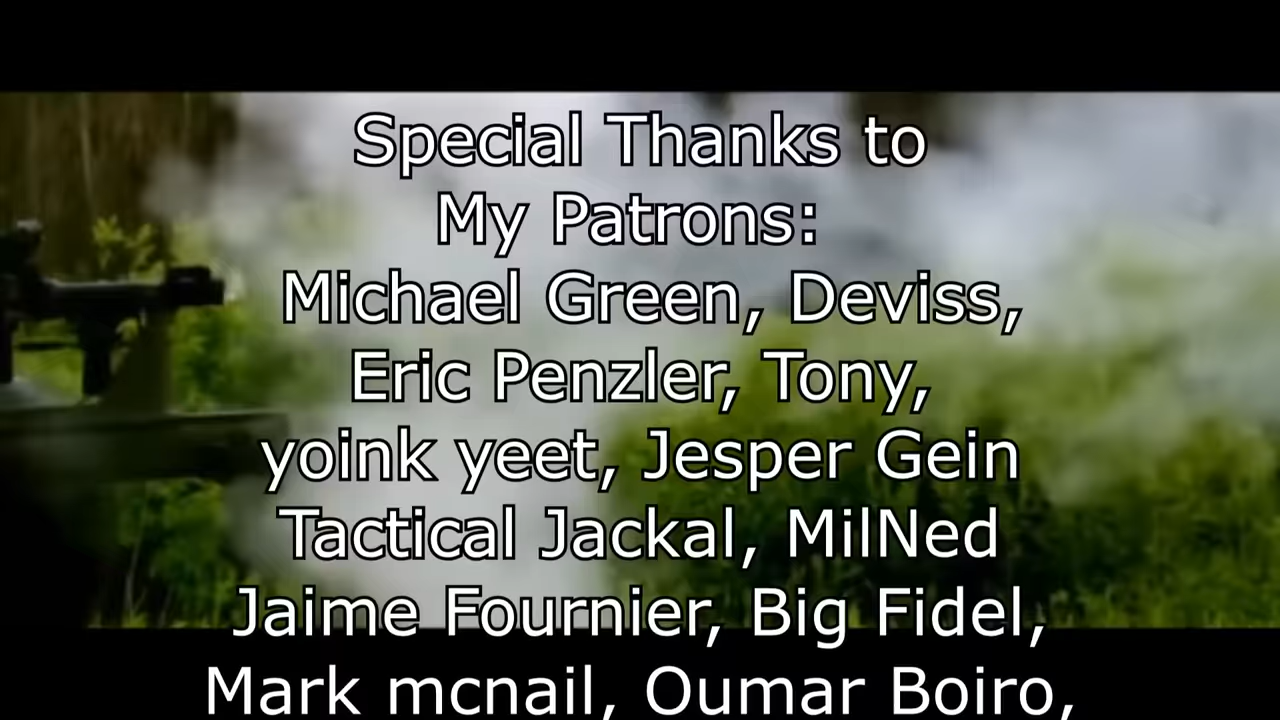 Special Thanks to
My Patrons:
Michael Green, Deviss,
Eric Penzler, Tony,
yoink yeet, Jesper Gein
Tactical Jackal, MilNed
Jaime Fournier, Big Fidel,
Mark mcnail, Oumar Boiro,